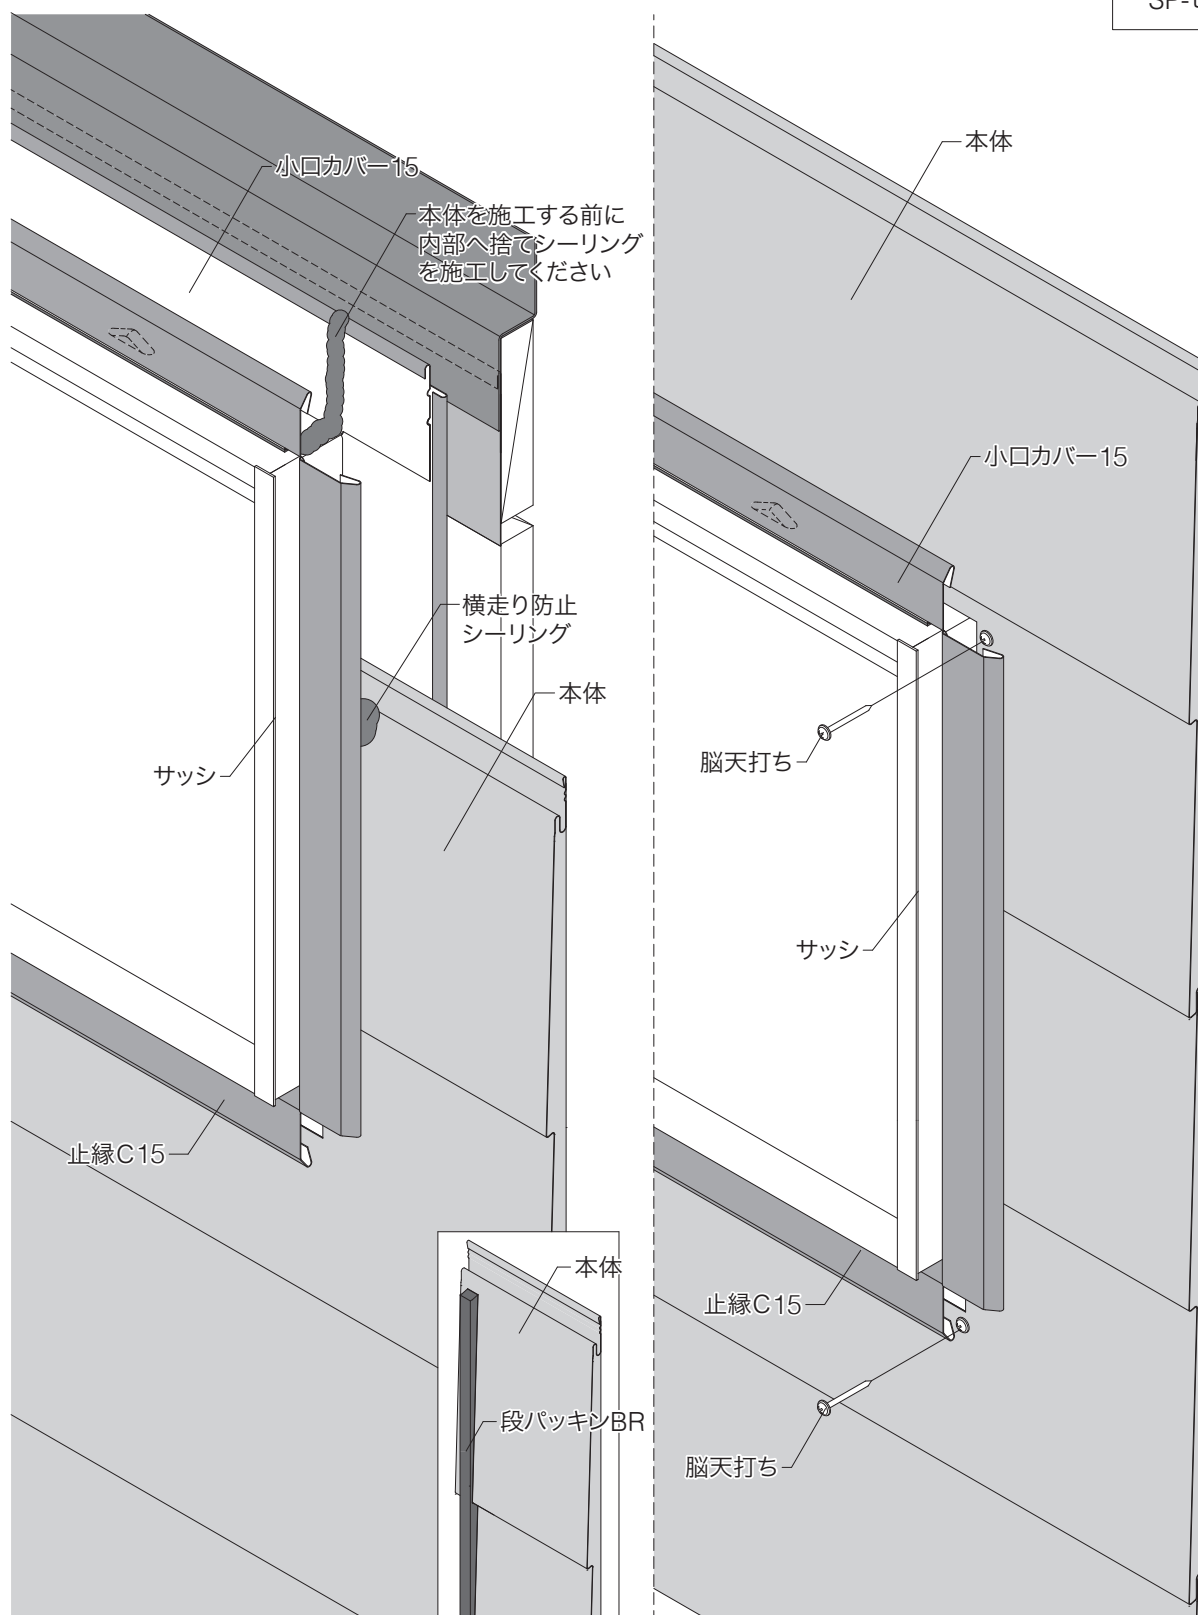 小口カバー15
本体を施工する前に
内部へ捨てシーリング
を施工してください
横走り防止
シーリング
本体
サッシ
止縁C15
本体
段パッキンBR
本体
小口カバー15
脳天打ち
サッシ
止縁C15
脳天打ち